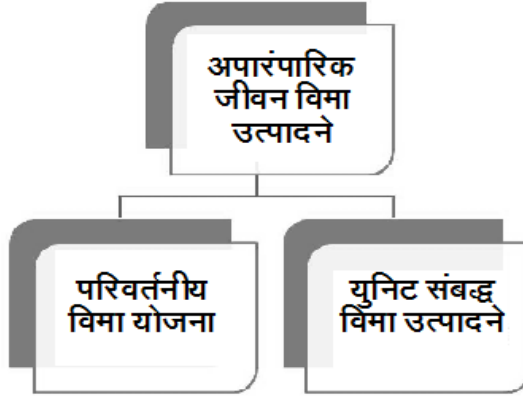 अपारंपारिक
जीवन विमा
उत्पादने
परिवर्तनीय
विमा योजना
युनिट संबद्ध
विमा उत्पादने